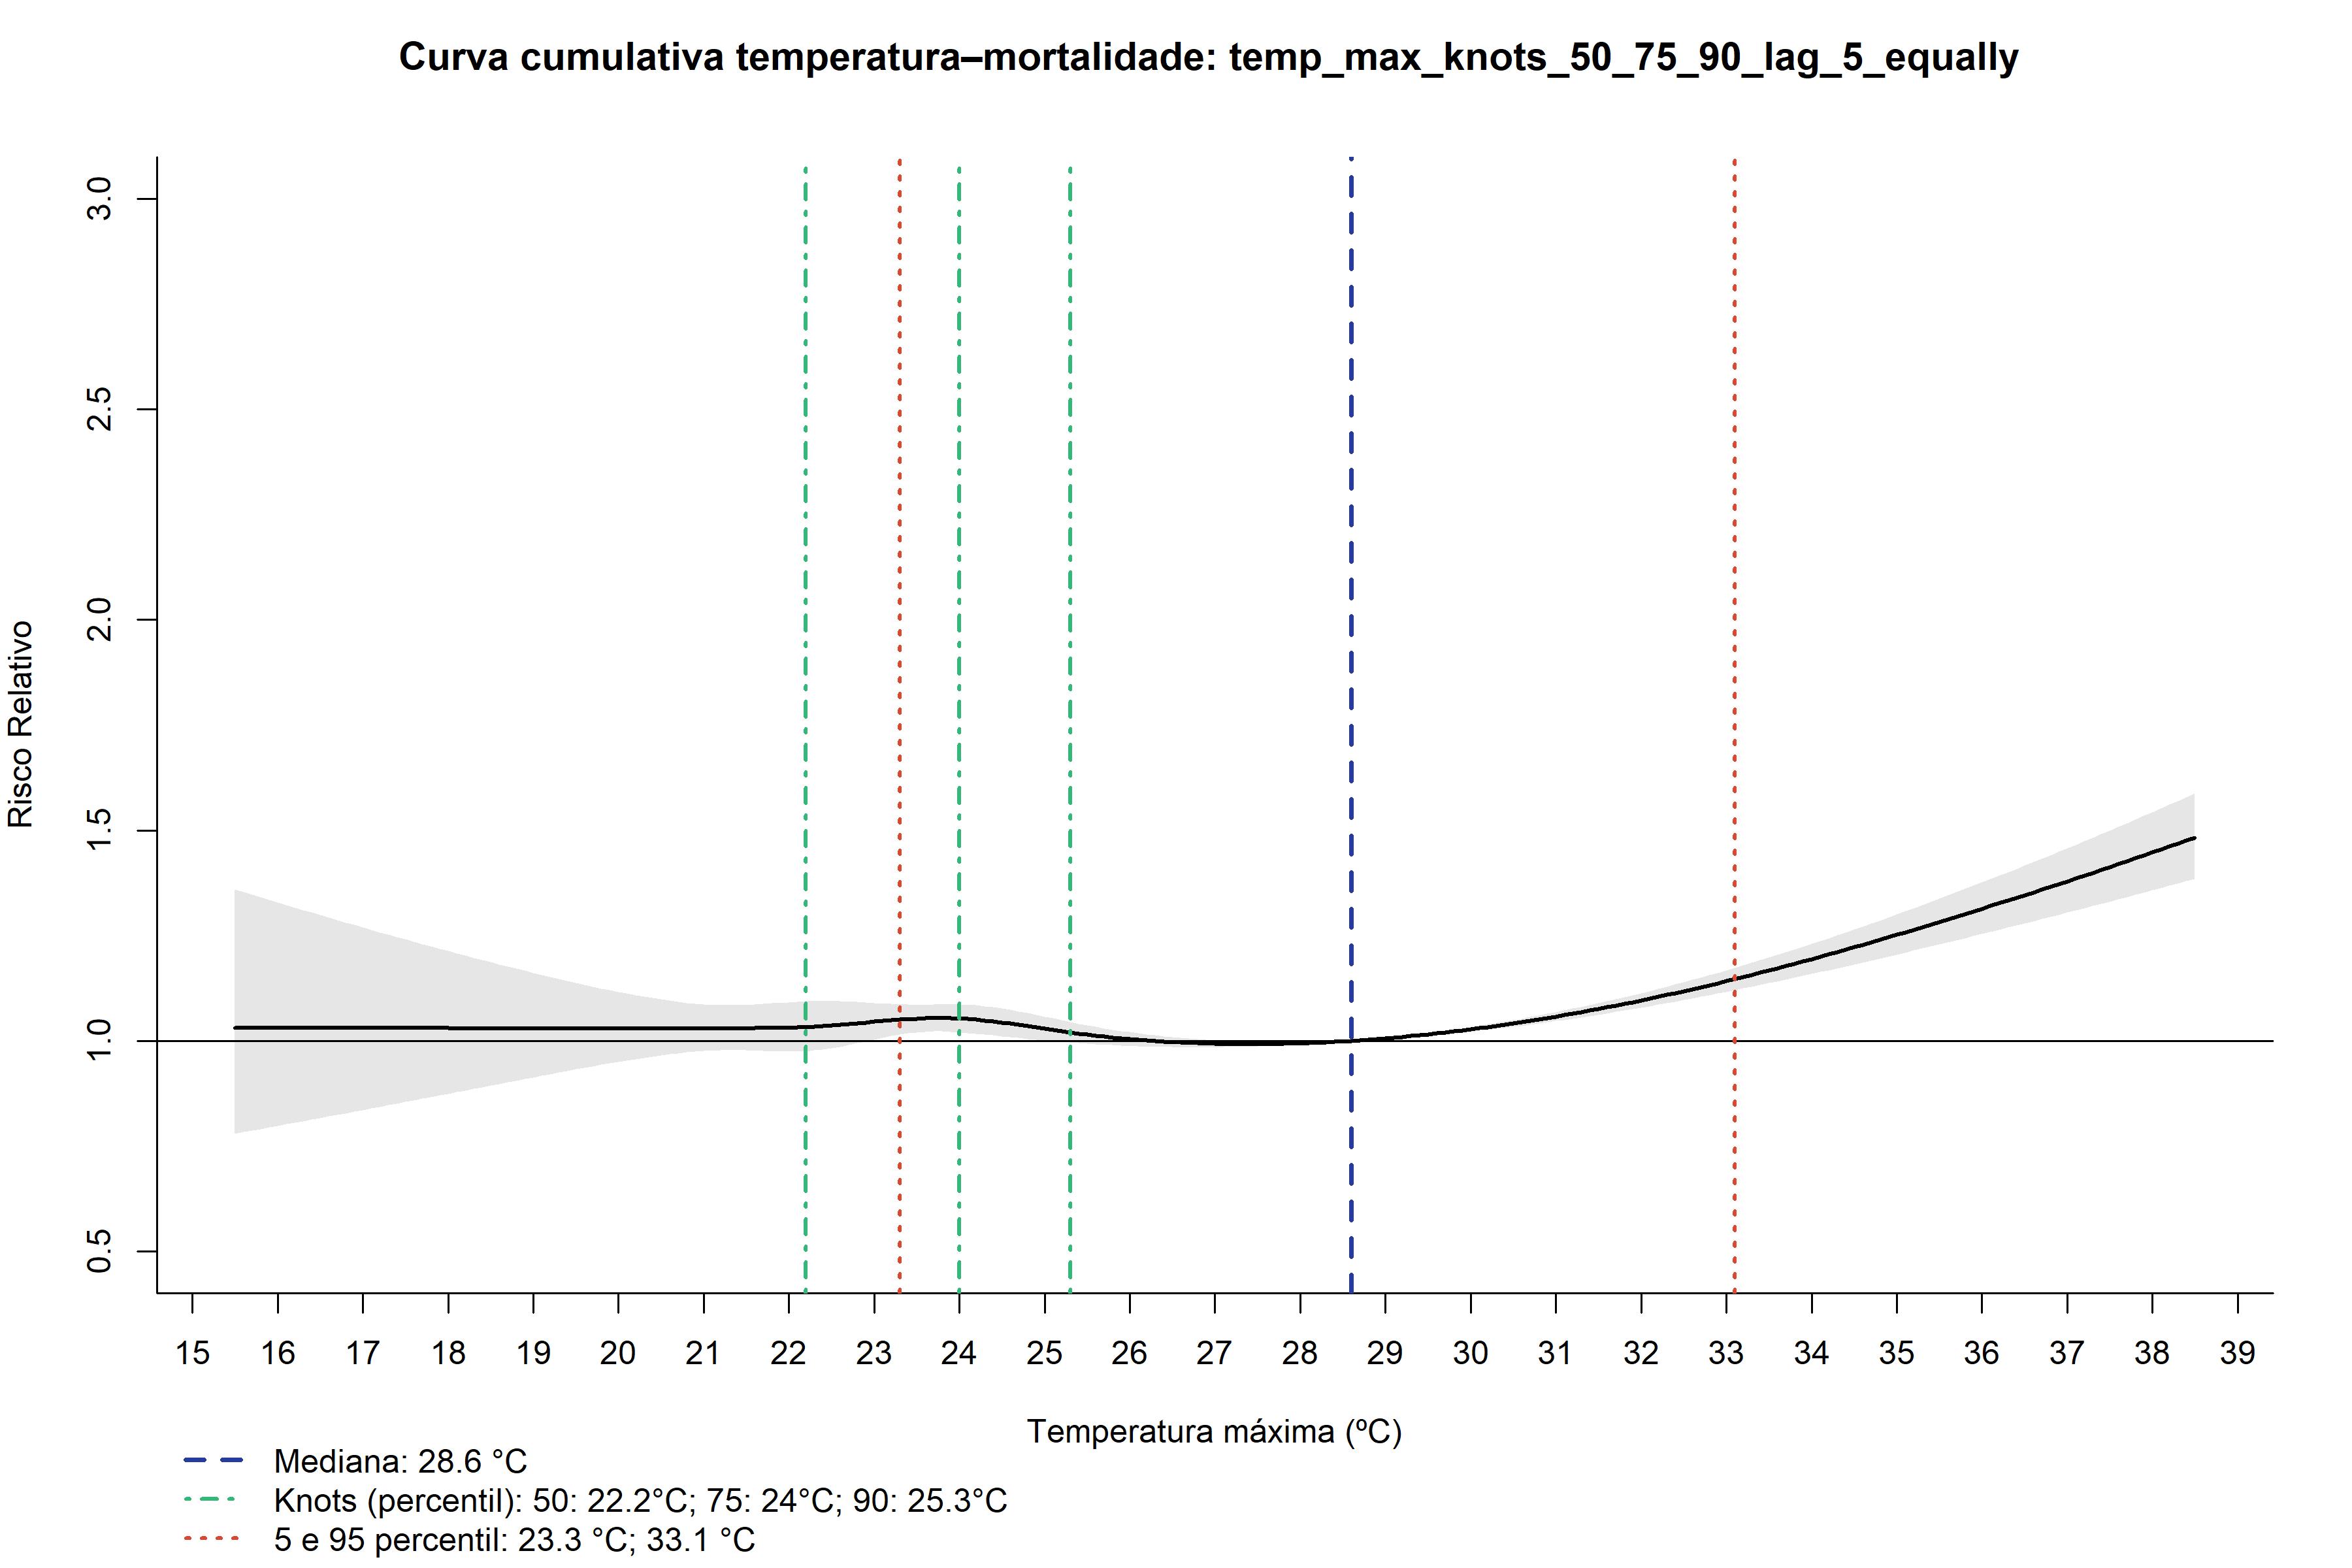 Curva cumulativa temperatura–mortalidade: temp_max_knots_50_75_90_lag_5_equally
Risco Relativo
3.0
2.5
2.0
1.5
1.0
0.5
15 16 17 18 19 20 21 22 23 24 25 26 27 28 29 30 31 32 33 34 35 36 37 38 39
Temperatura máxima (ºC)
Mediana: 28.6 °C
Knots (percentil): 50: 22.2°C; 75: 24°C; 90: 25.3°C
5 e 95 percentil: 23.3 °C; 33.1 °C